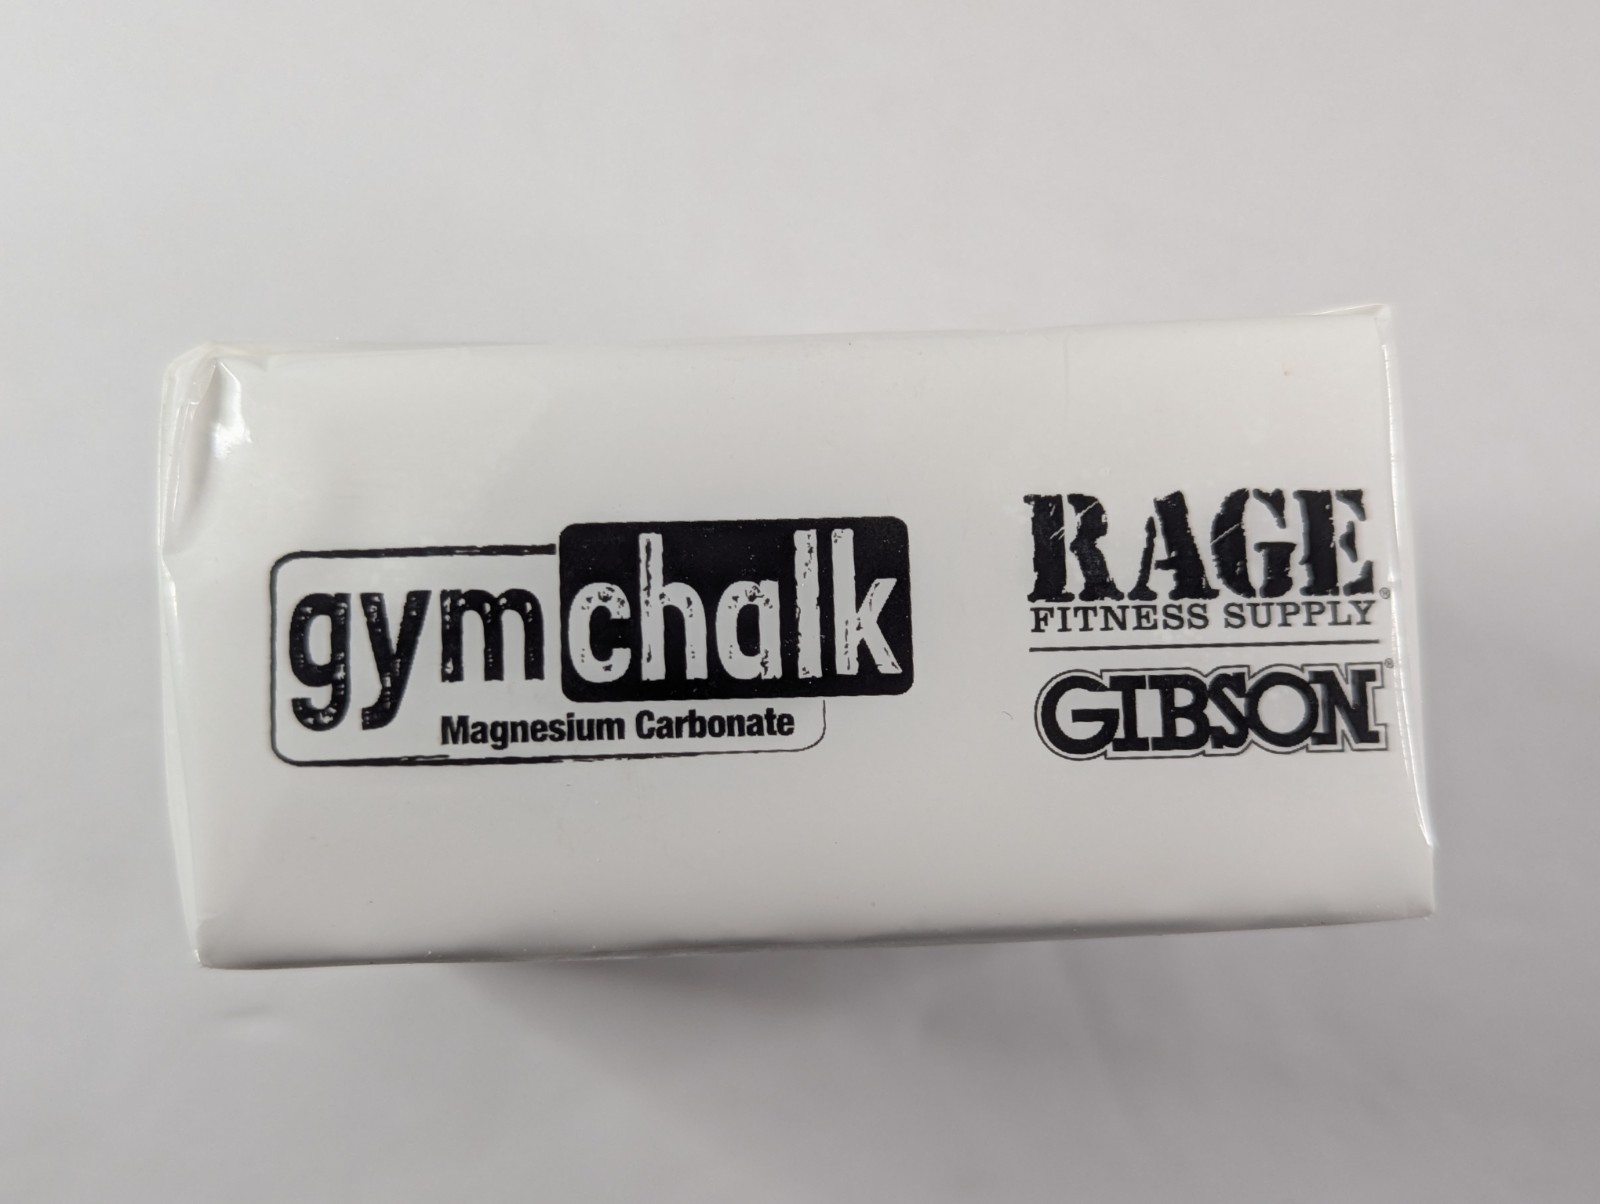 gymchalk
Magnesium Carbonate
RAGE®
FITNESS SUPPLY
GIBSON®